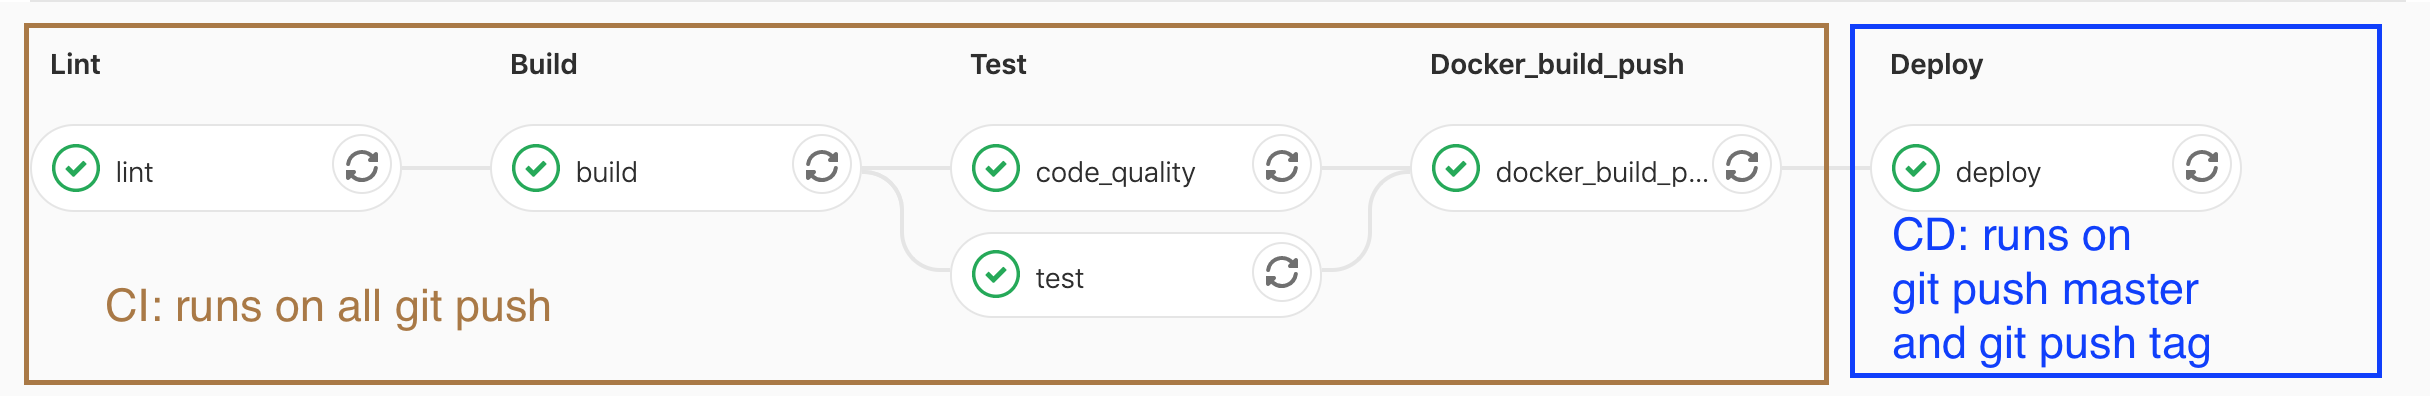 Lint
Build
Test
Docker_build_push
Deploy
lint
build
code_quality
docker_build_p...
deploy
test
CI: runs on all git push
CD: runs on
git push master
and git push tag